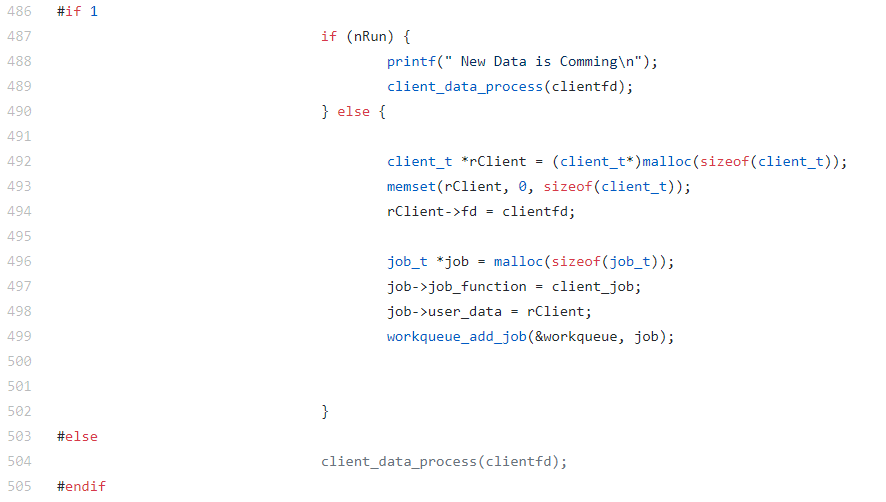 486 #if 1
487 if (nRun) {
488 printf(" New Data is Comming\n");
489 client_data_process(clientfd);
490 } else {
491
492 client_t *rClient = (client_t*)malloc(sizeof(client_t));
493 memset(rClient, 0, sizeof(client_t));
494 rClient->fd = clientfd;
495
496 job_t *job = malloc(sizeof(job_t));
497 job->job_function = client_job;
498 job->user_data = rClient;
499 workqueue_add_job(&workqueue, job);
500
501
502 }
503 #else
504 client_data_process(clientfd);
505 #endif